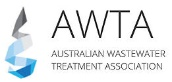 AWTA
AUSTRALIAN WASTEWATER
TREATMENT ASSOCIATION